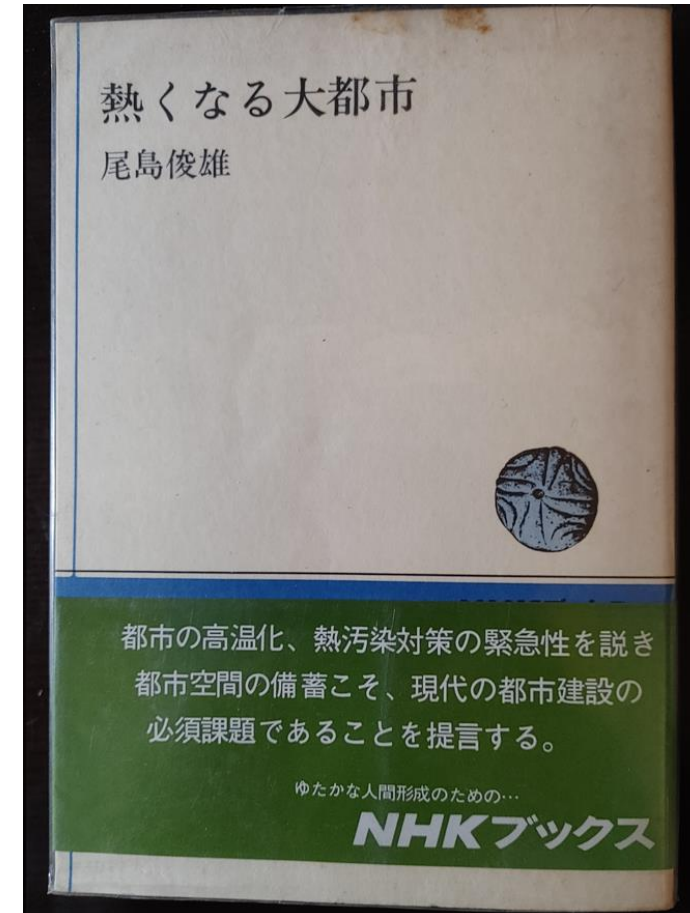 熱くなる大都市
尾島俊雄
都市の高温化、熱汚染対策の緊急性を説き
都市空間の備蓄こそ、現代の都市建設の
必須課題であることを提言する。
ゆたかな人間形成のための…
NHKブックス